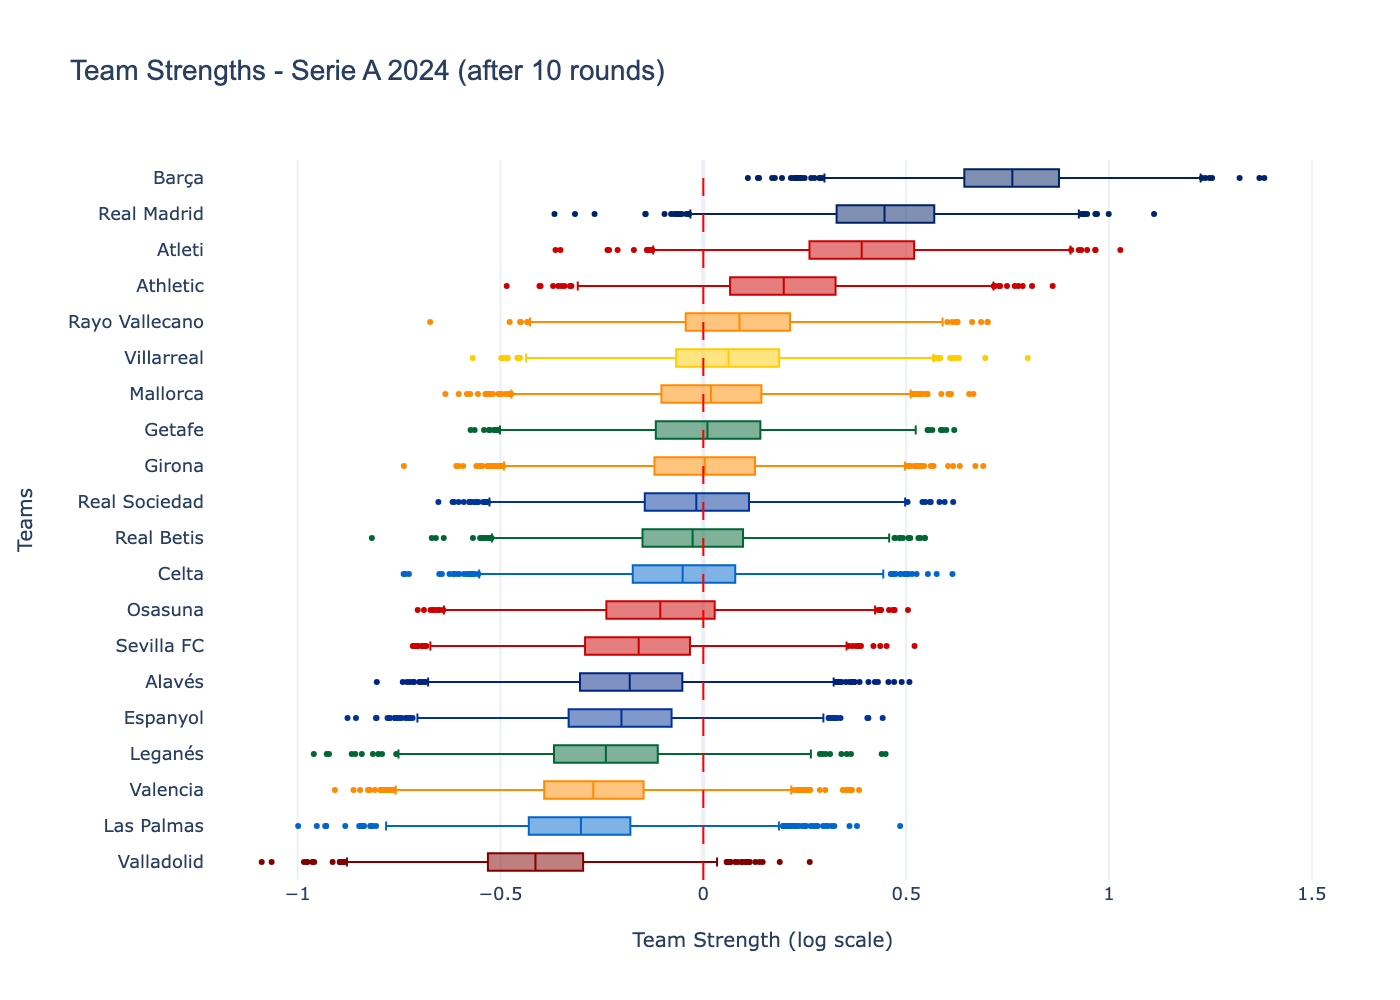 Team Strengths - Serie A 2024 (after 10 rounds)
Barça
Real Madrid
Atleti
Athletic
Rayo Vallecano
Villarreal
Mallorca
Getafe
Girona
Real Sociedad
Real Betis
Celta
Osasuna
Sevilla FC
Alavés
Espanyol
Leganés
Valencia
Las Palmas
Valladolid
Teams
−1 −0.5 0 0.5 1 1.5
Team Strength (log scale)